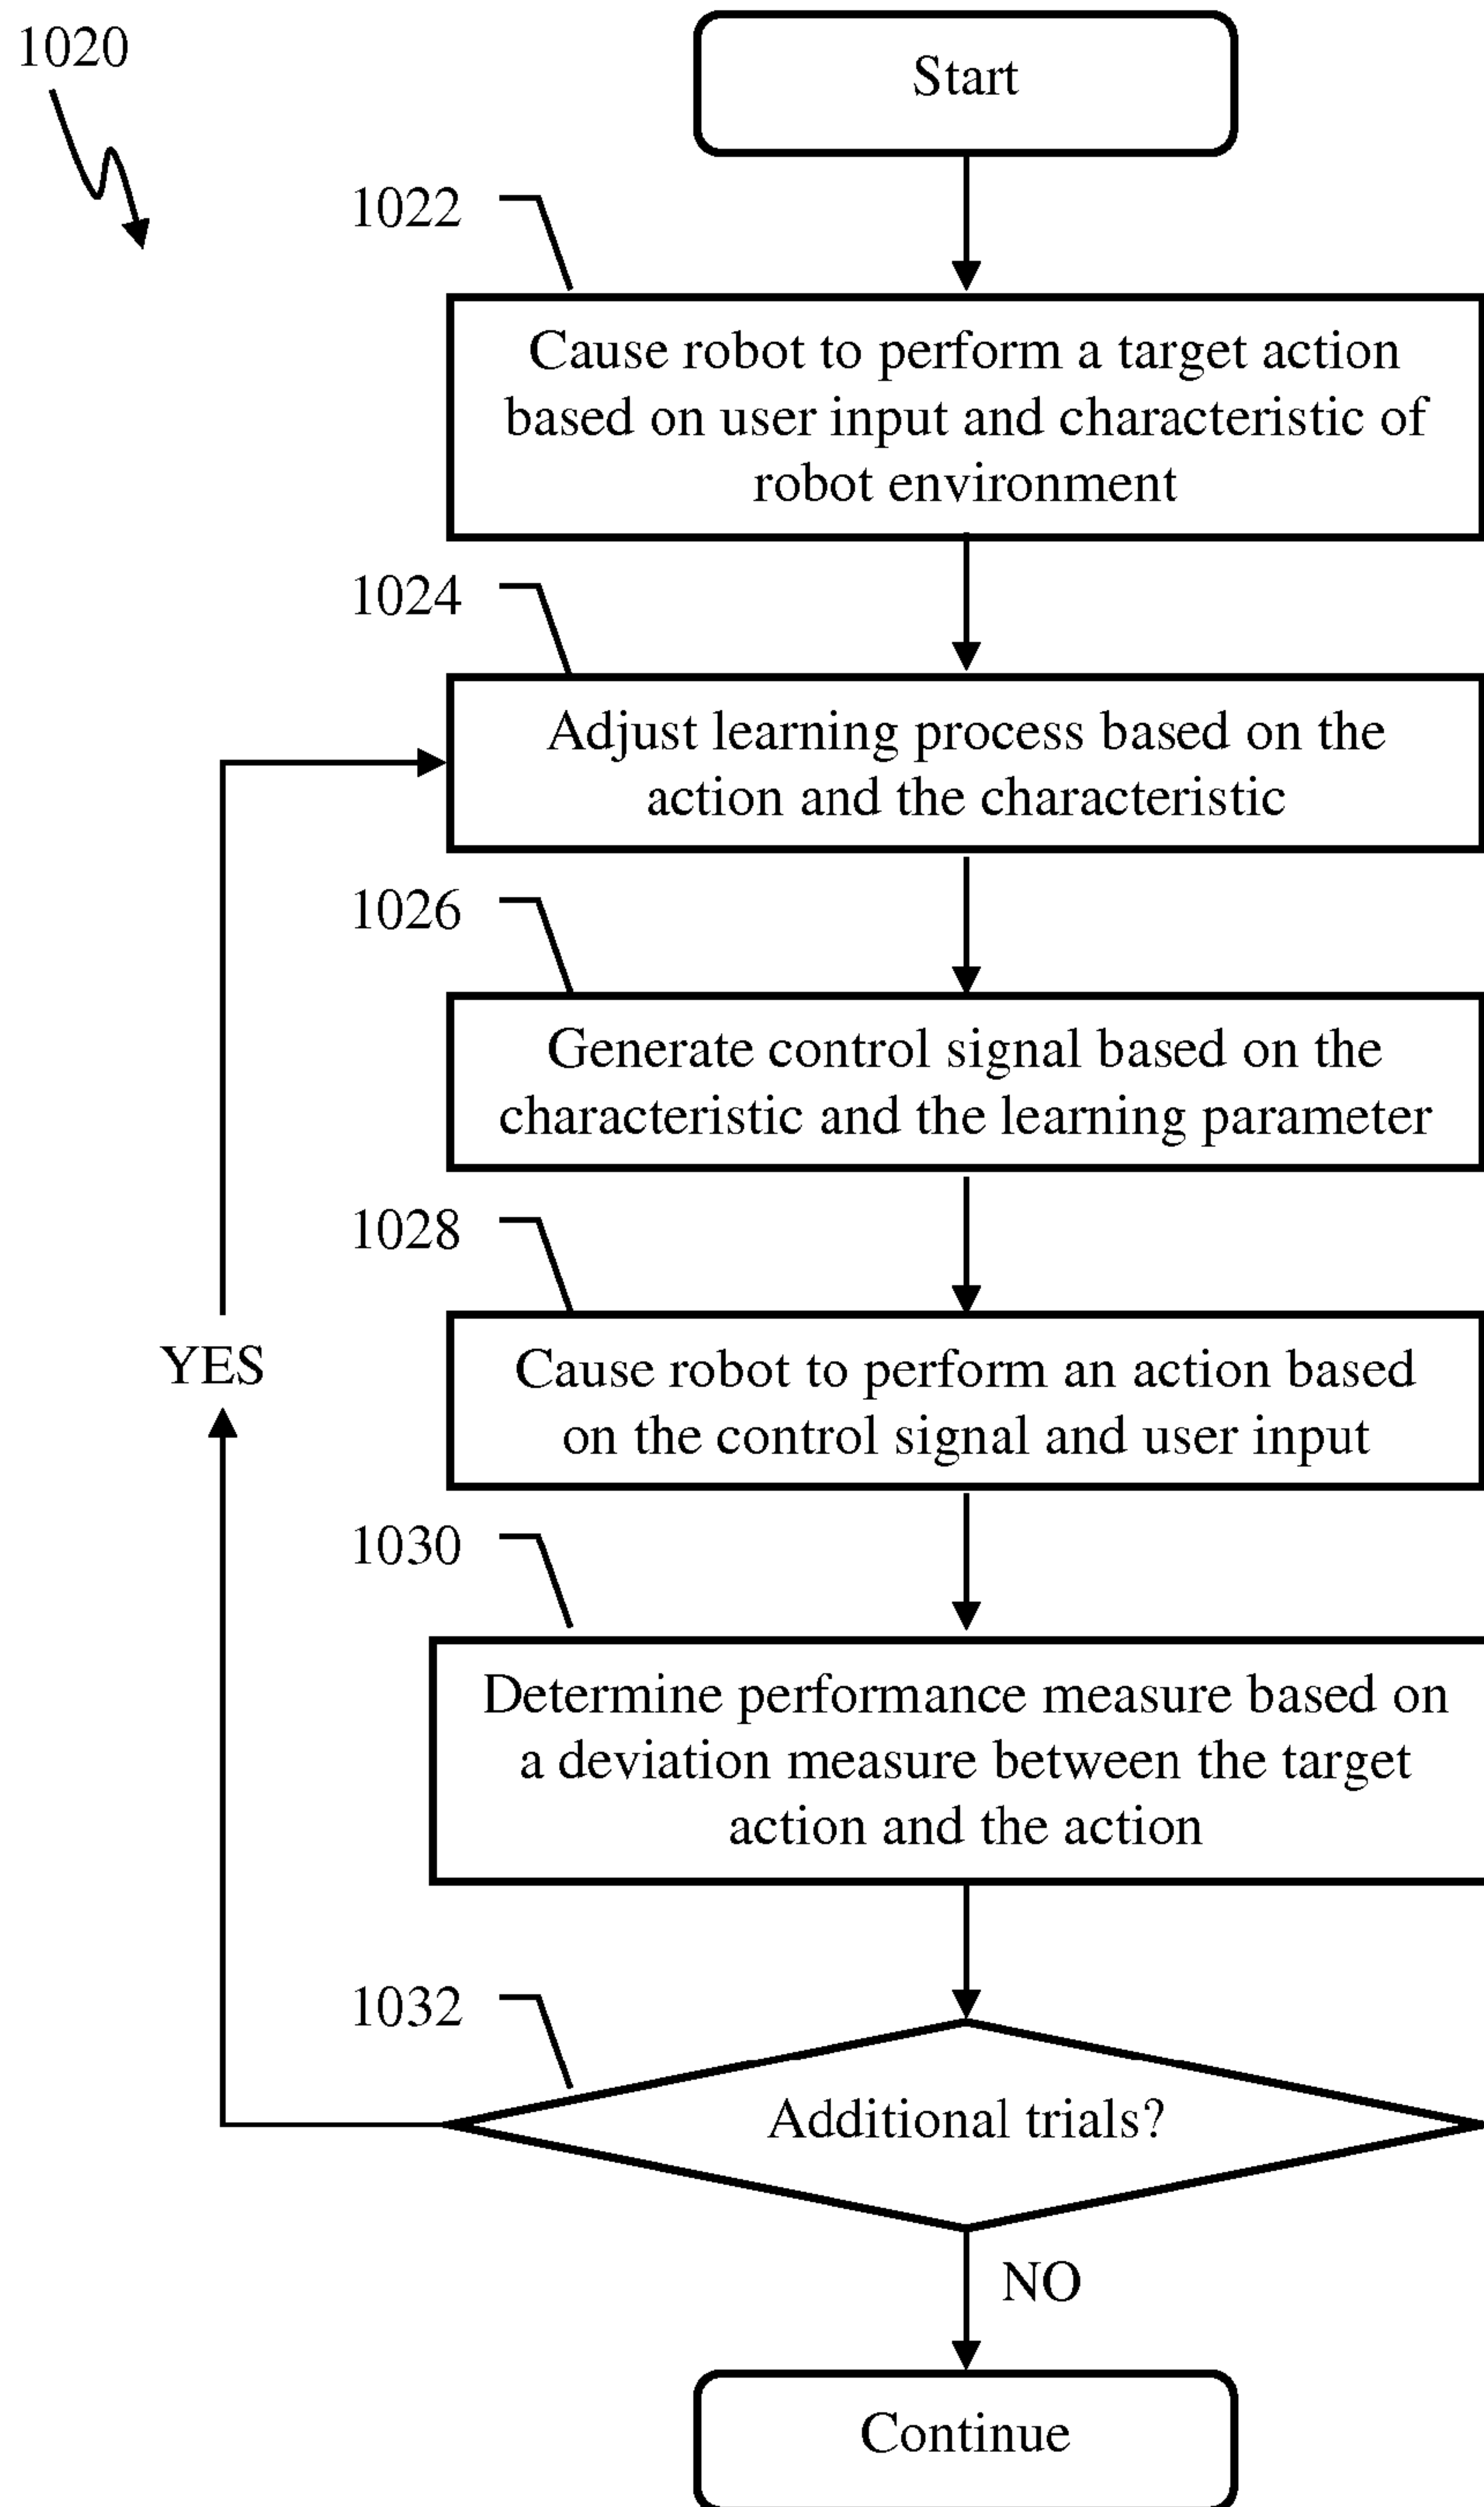 1020
Start
1022
Cause robot to perform a target action
based on user input and characteristic of
robot environment
1024
Adjust learning process based on the
action and the characteristic
1026
Generate control signal based on the
characteristic and the learning parameter
1028
YES
Cause robot to perform an action based
on the control signal and user input
1030
Determine performance measure based on
a deviation measure between the target
action and the action
1032
Additional trials?
NO
Continue